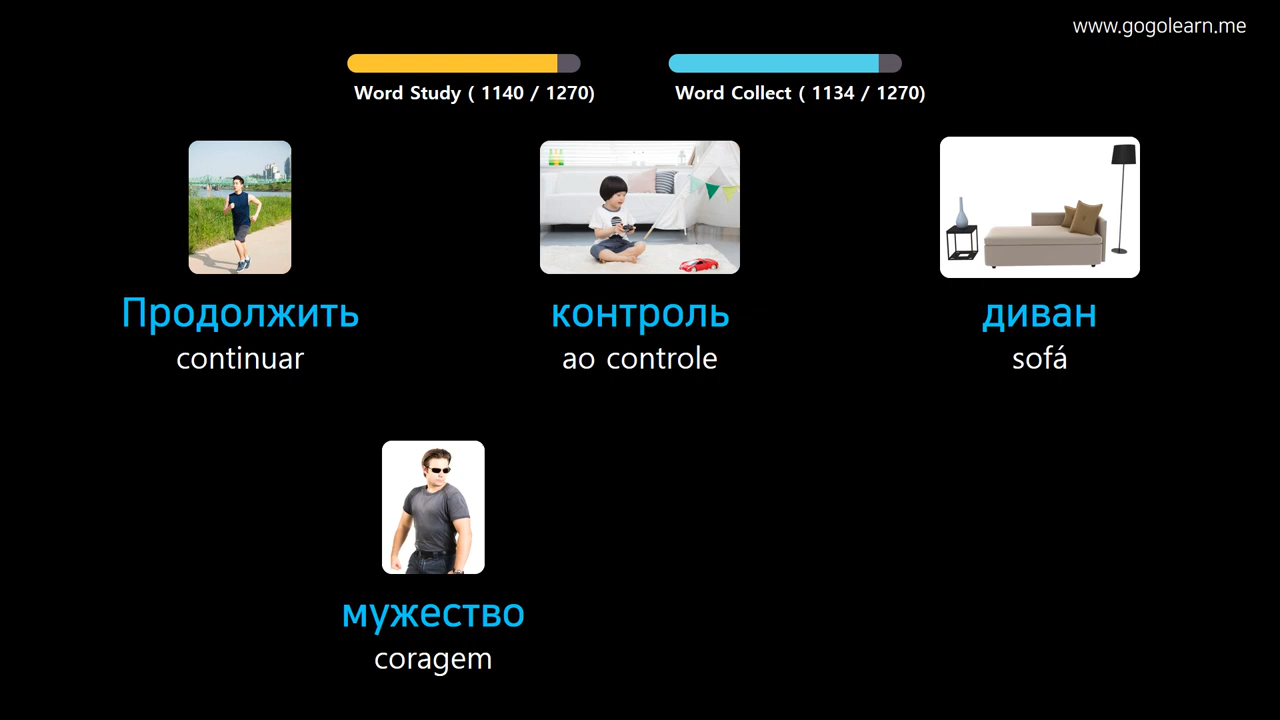 www.gogolearn.me
Word Study ( 1140 / 1270)
Word Collect ( 1134 / 1270)
Продолжить
continuar
контроль
ao controle
диван
sofá
мужество
coragem